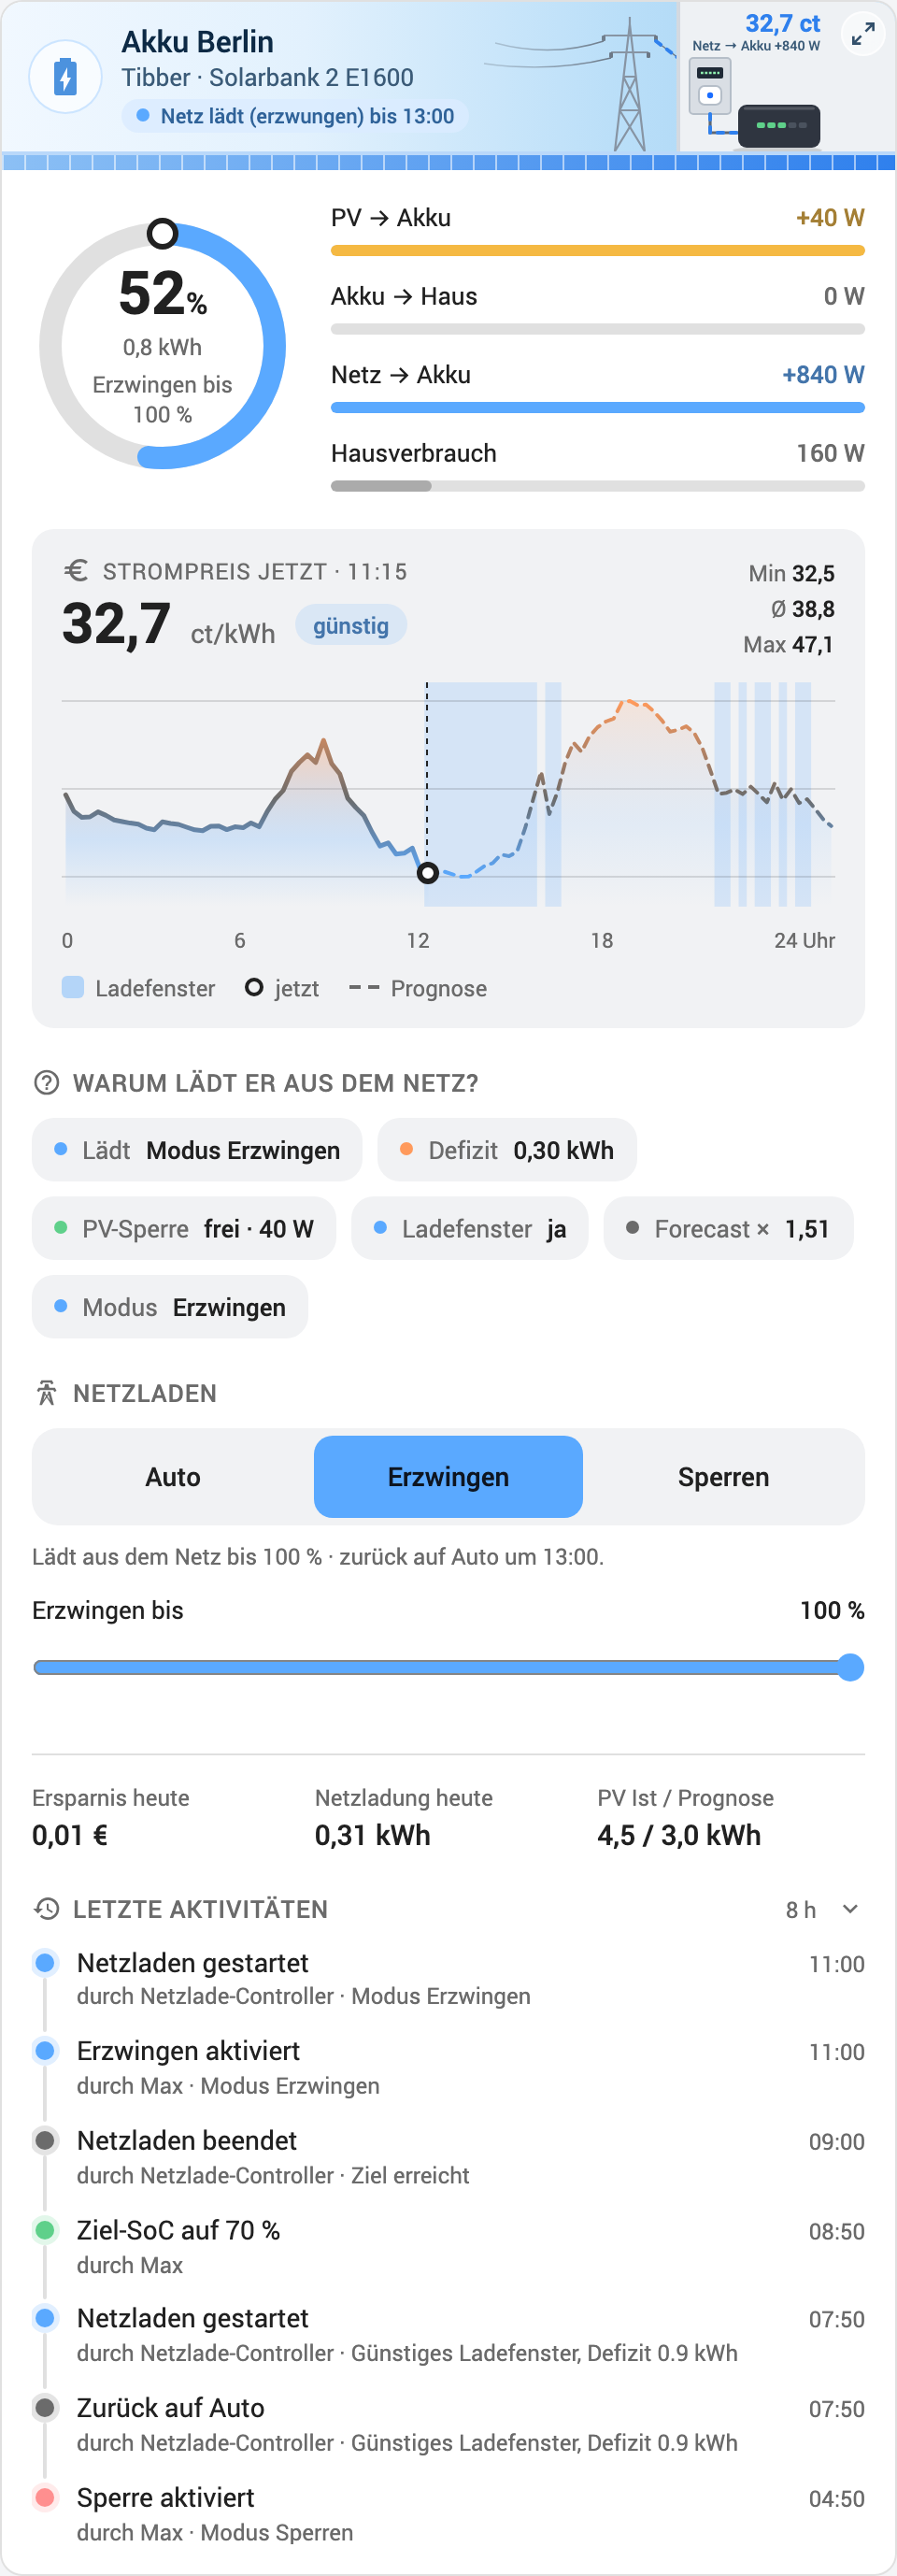 Akku Berlin
Tibber · Solarbank 2 E1600
Netz lädt (erzwungen) bis 13:00
32,7 ct
Netz → Akku +840 W
52%
0,8 kWh
Erzwingen bis
100 %
PV → Akku +40 W
Akku → Haus 0 W
Netz → Akku +840 W
Hausverbrauch 160 W
STROMPREIS JETZT · 11:15
32,7 ct/kWh günstig
Min 32,5
Ø 38,8
Max 47,1
0 6 12 18 24 Uhr
Ladefenster jetzt Prognose
WARUM LÄDT ER AUS DEM NETZ?
Lädt Modus Erzwingen Defizit 0,30 kWh
PV-Sperre frei · 40 W Ladefenster ja Forecast × 1,51
Modus Erzwingen
NETZLADEN
Auto Erzwingen Sperren
Lädt aus dem Netz bis 100 % · zurück auf Auto um 13:00.
Erzwingen bis 100 %
Ersparnis heute Netzladung heute PV Ist / Prognose
0,01 € 0,31 kWh 4,5 / 3,0 kWh
LETZTE AKTIVITÄTEN 8 h
Netzladen gestartet 11:00
durch Netzlade-Controller · Modus Erzwingen
Erzwingen aktiviert 11:00
durch Max · Modus Erzwingen
Netzladen beendet 09:00
durch Netzlade-Controller · Ziel erreicht
Ziel-SoC auf 70 % 08:50
durch Max
Netzladen gestartet 07:50
durch Netzlade-Controller · Günstiges Ladefenster, Defizit 0.9 kWh
Zurück auf Auto 07:50
durch Netzlade-Controller · Günstiges Ladefenster, Defizit 0.9 kWh
Sperre aktiviert 04:50
durch Max · Modus Sperren